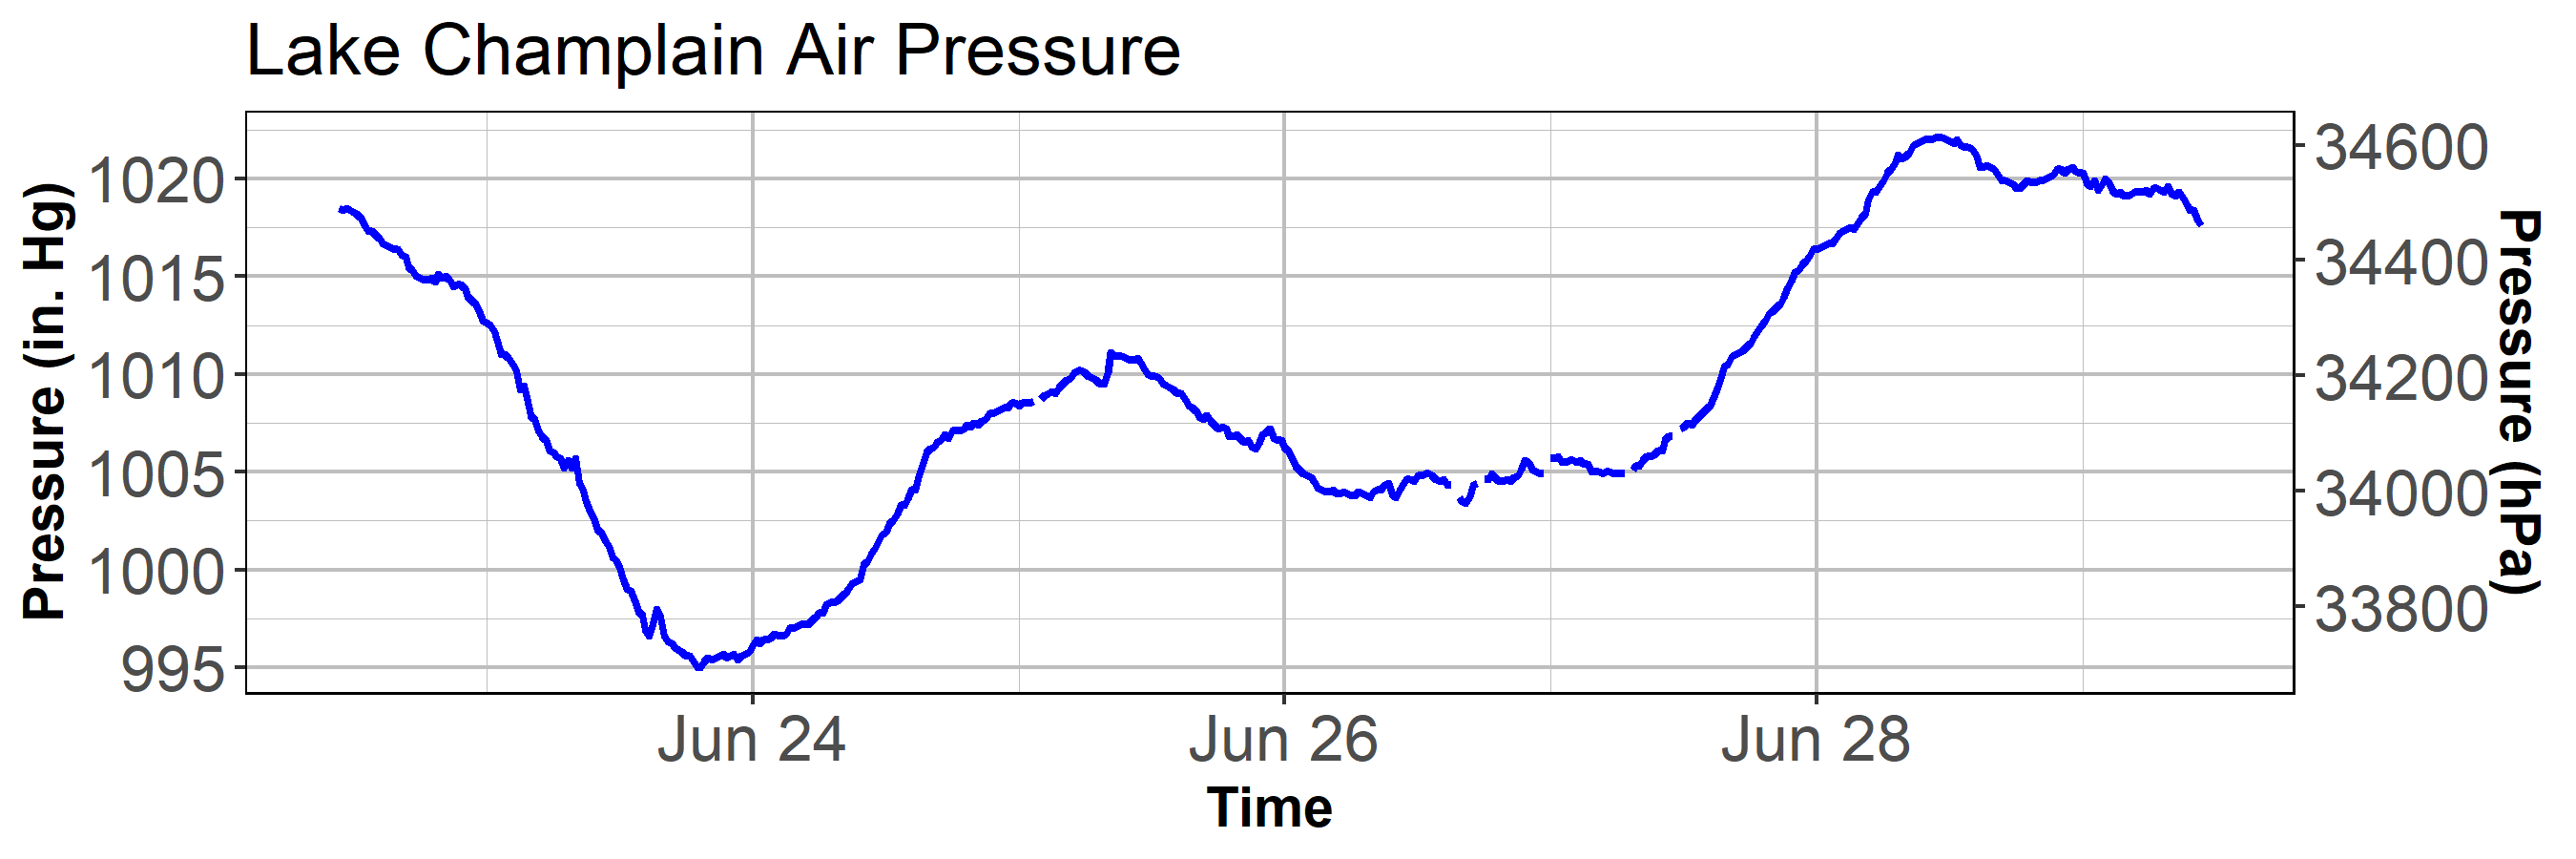 Lake Champlain Air Pressure
Pressure (in. Hg)
1020
1015
1010
1005
1000
995
34600
34400
34200
34000
33800
Pressure (hPa)
Jun 24 Jun 26 Jun 28
Time